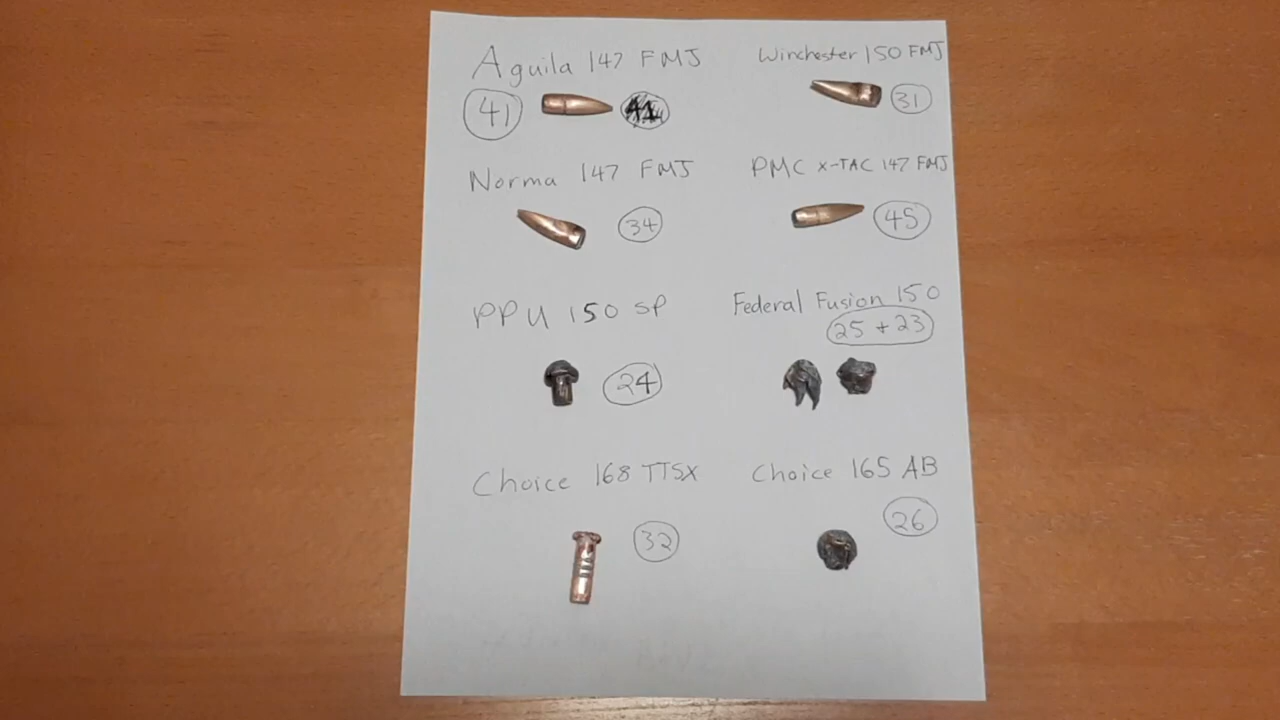 Aguila 147 FMJ
41
Winchester 150 FMJ
31
Norma 147 FMJ
34
PMC X-TAC 147 FMJ
45
PPU 150 SP
24
Federal Fusion 150
25 + 23
Choice 168 TTSX
32
Choice 165 AB
26